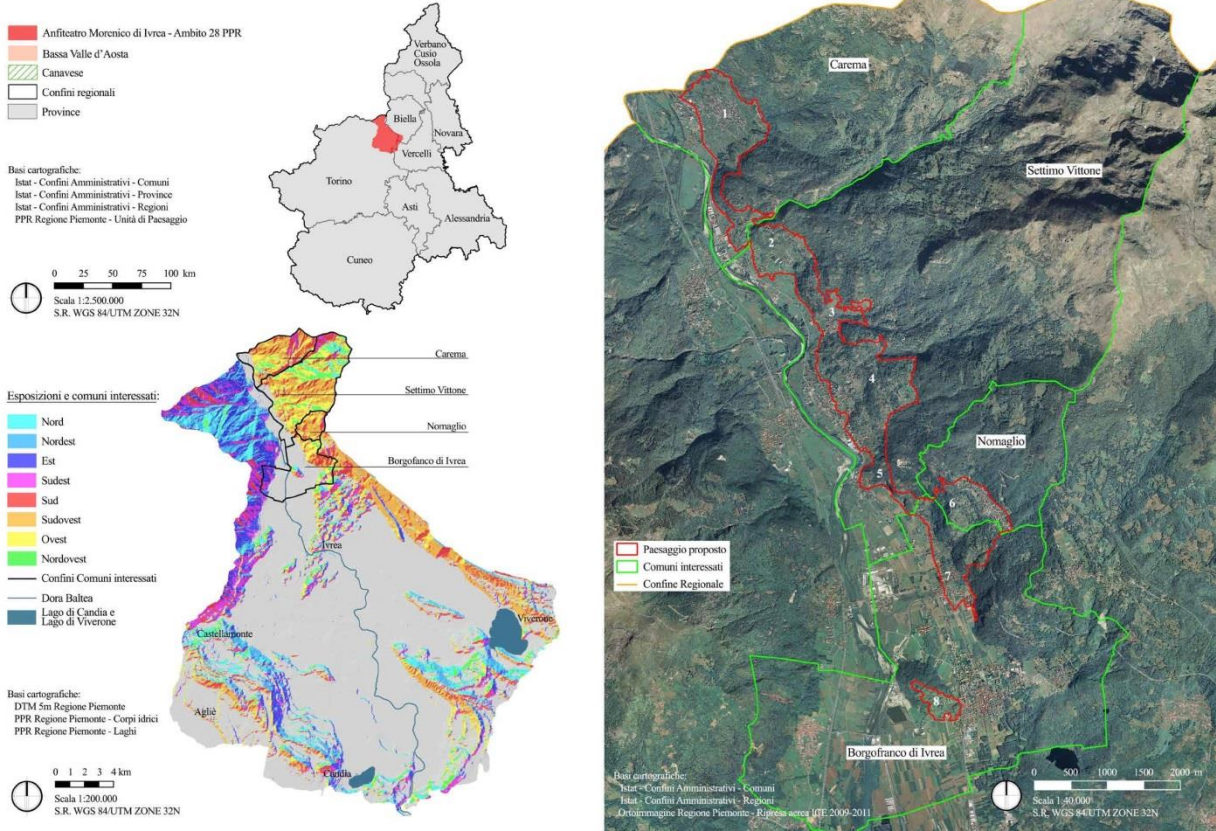 Anfiteatro Morenico di Ivrea - Ambito 28 PPR
Bassa Valle d'Aosta
Canavese
Confini regionali
Province
Basi cartografiche:
Istat - Confini Amministrativi - Comuni
Istat - Confini Amministrativi - Province
Istat - Confini Amministrativi - Regioni
PPR Regione Piemonte - Unità di Paesaggio
0 25 50 75 100 km
Scala 1:2.500.000
S.R. WGS 84/UTM ZONE 32N
Verbano
Cusio
Ossola
Biella
Novara
Vercelli
Torino
Asti
Alessandria
Cuneo
Esposizioni e comuni interessati:
Nord
Nordest
Est
Sudest
Sud
Sudovest
Ovest
Nordovest
Confini Comuni interessati
Dora Baltea
Lago di Candia e
Lago di Viverone
Basi cartografiche:
DTM 5m Regione Piemonte
PPR Regione Piemonte - Corpi idrici
PPR Regione Piemonte - Laghi
0 1 2 3 4 km
Scala 1:200.000
S.R. WGS 84/UTM ZONE 32N
Carema
Settimo Vittone
Nomaglio
Borgofanco di Ivrea
Ivrea
Viverone
Castellamonte
Agliè
Candia
Carema
1
Settimo Vittone
2
3
4
Nomaglio
5
6
7
8
Borgofranco di Ivrea
Paesaggio proposto
Comuni interessati
Confine Regionale
Basi cartografiche:
Istat - Confini Amministrativi - Comuni
Istat - Confini Amministrativi - Regioni
Ortoimmagine Regione Piemonte - Ripresa aerea ICE 2009-2011
0 500 1000 1500 2000 m
Scala 1:40.000
S.R. WGS 84/UTM ZONE 32N